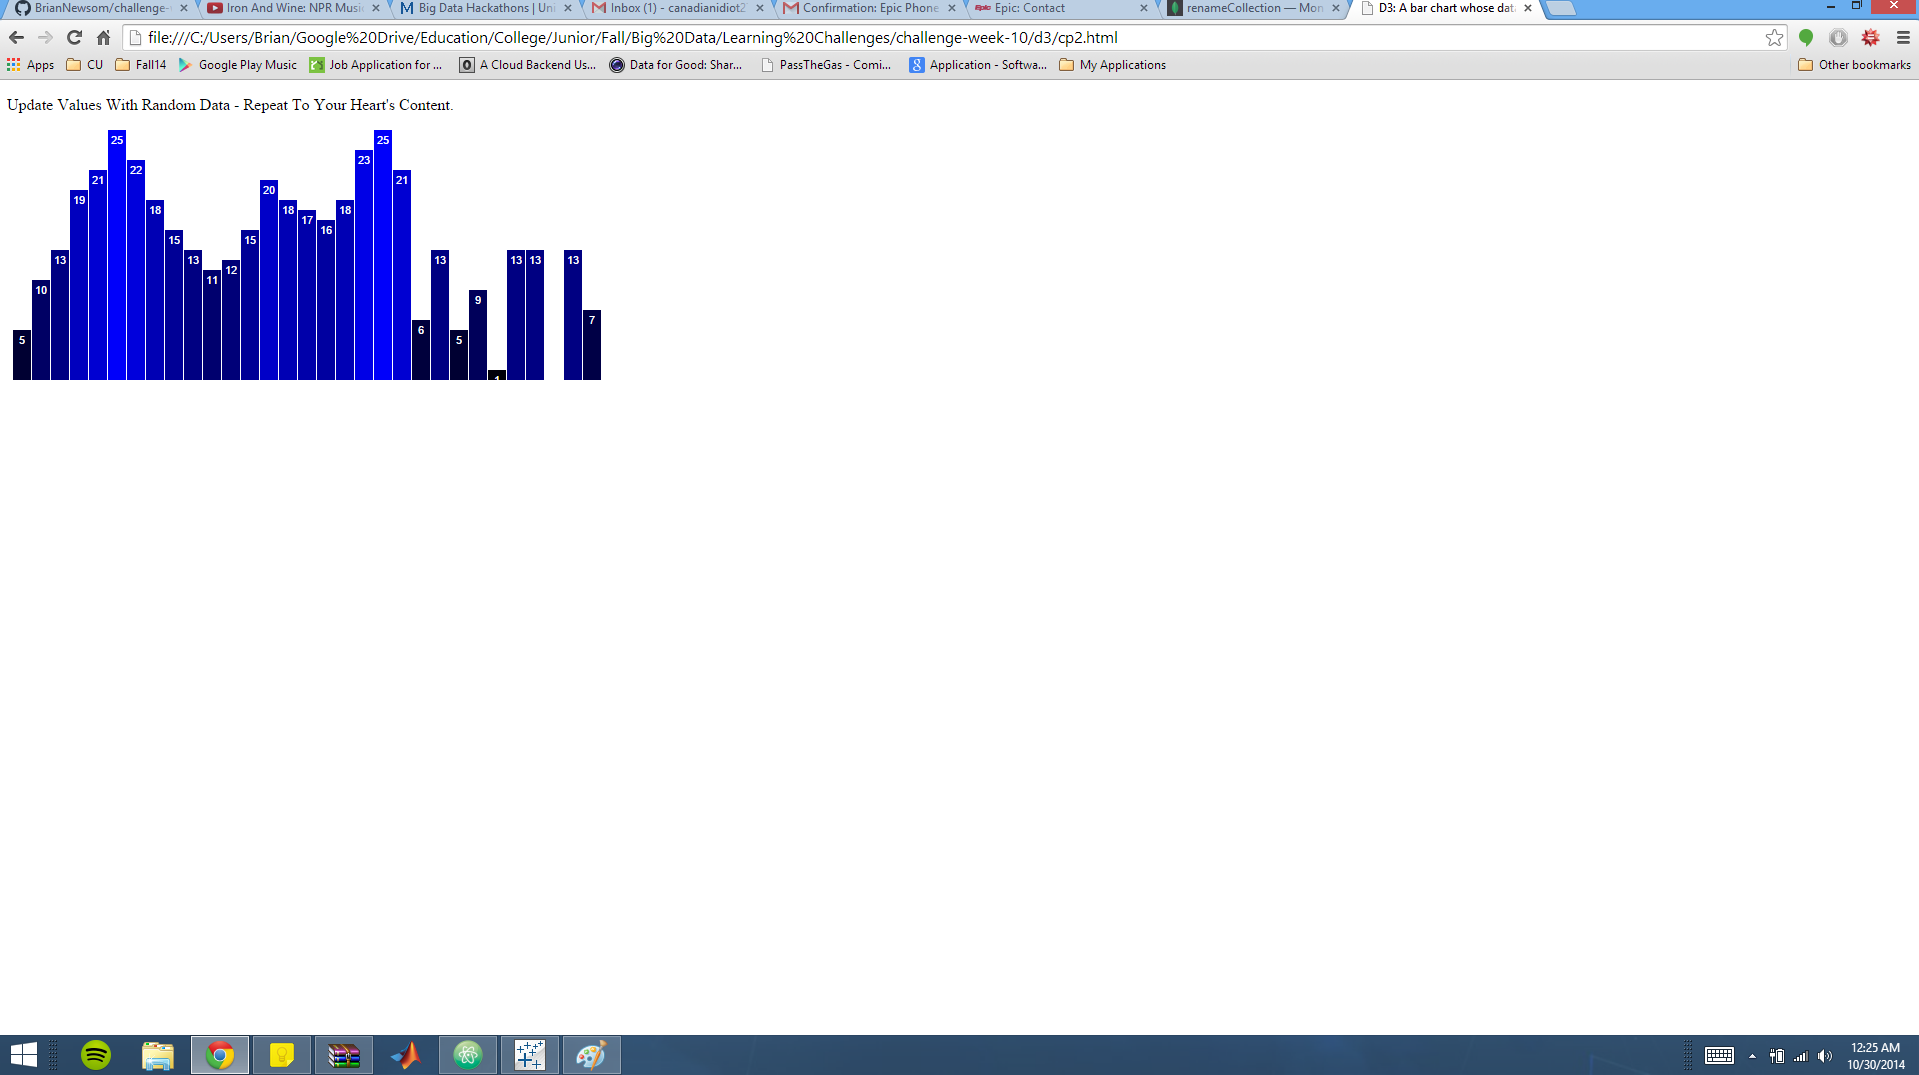 BrianNewsom/challenge- Iron And Wine: NPR Music Big Data Hackathons | Uni Inbox (1) - canadianidiot2 Confirmation: Epic Phone Epic: Contact renameCollection — Mon D3: A bar chart whose data
file:///C:/Users/Brian/Google%20Drive/Education/College/Junior/Fall/Big%20Data/Learning%20Challenges/challenge-week-10/d3/cp2.html
Apps CU Fall14 Google Play Music Job Application for ... A Cloud Backend Us... Data for Good: Shar... PassTheGas - Comi... Application - Softwa... My Applications Other bookmarks
Update Values With Random Data - Repeat To Your Heart's Content.
5 10 13 19 21 25 22 18 15 13 11 12 15 20 18 17 16 18 23 25 21 6 13 5 9 1 13 13 13 7
12:25 AM
10/30/2014